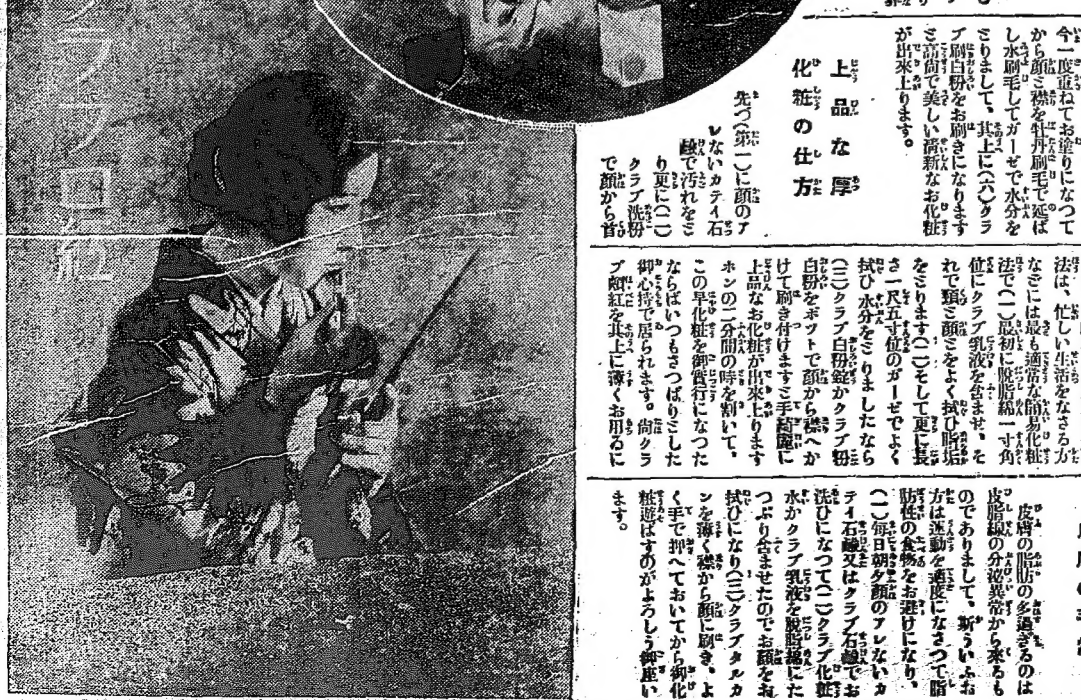 今一度重ねてお塗りになつて
から顔ミ襟を牡丹刷毛で延ば
し水刷毛してガーゼで水分を
ミりまして、其上に(六)クラ
ブ刷白粉をお刷きになります
ミ高尚で美しい清新なお化粧
が出來上ります。
上品な厚
化粧の仕方
先づ(第一)に顔のア
レないカテイ石
鹸で汚れをミ
り更に(二)
クラブ洗粉
で顔から首
法は、忙しい生活をなさる方
なミには最も適當な簡易化粧
法で(一)最初に脱脂綿一寸角
位にクラブ乳液を含ませ、そ
れで頸ミ顔ミをよく拭ひ脂垢
をミります(二)そして更に長
さ一尺五寸位のガーゼでよく
拭ひ水分をミりましたなら
(三)クラブ白粉錠かクラブ粉
白粉をポツトで顔から襟へか
けて刷き付けますミ手綺麗に
上品なお化粧が出來上ります
ホンの二分間の時を割いて、
この早化粧を御實行になつた
ならばいつもさつぱりミした
御心持で居られます。尚クラ
ブ頰紅を其上に薄くお用ゐに
皮膚の脂肪の多過ぎるのは
皮脂線の分泌異常から來るも
のでありまして、斯ういふお
方は運動を適度になさつて脂
肪性の食物をお避けになり、
(一)毎日朝夕顔のアレないカ
テイ石鹸又はクラブ石鹸でお
洗ひになつて(二)クラブ化粧
水かクラブ乳液を脱脂綿にた
つぷり含ませたのでお顔をお
拭ひになり(三)クラブタルカ
ンを薄く襟から顔に刷き、よ
く手で押へておいてから御化
粧遊ばすのがよろしう御座い
ます。